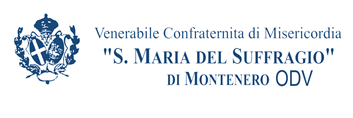 Venerabile Confraternita di Misericordia
"S. MARIA DEL SUFFRAGIO"
DI MONTENERO ODV